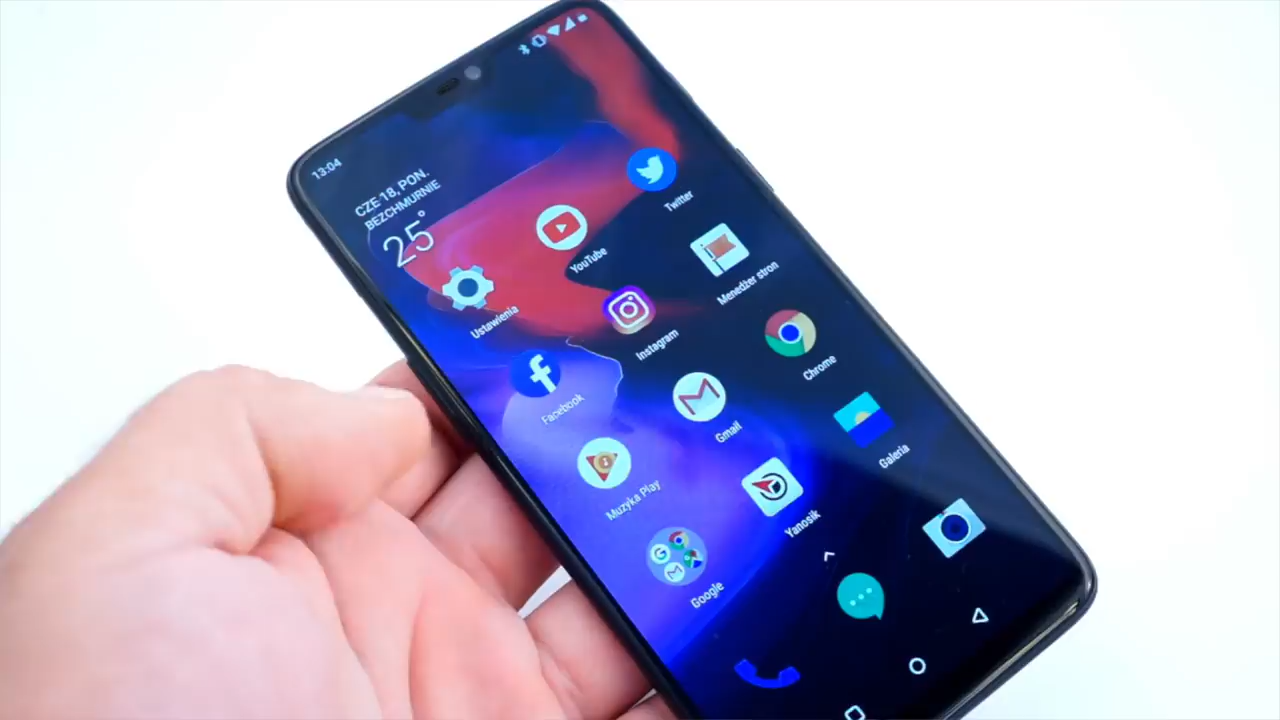 13:04
CZE 18, PON.
BEZCHMURNIE
25°
Ustawienia
YouTube
Twitter
Facebook
Instagram
Menedżer stron
Muzyka Play
Gmail
Chrome
Google
Yanosik
Galeria